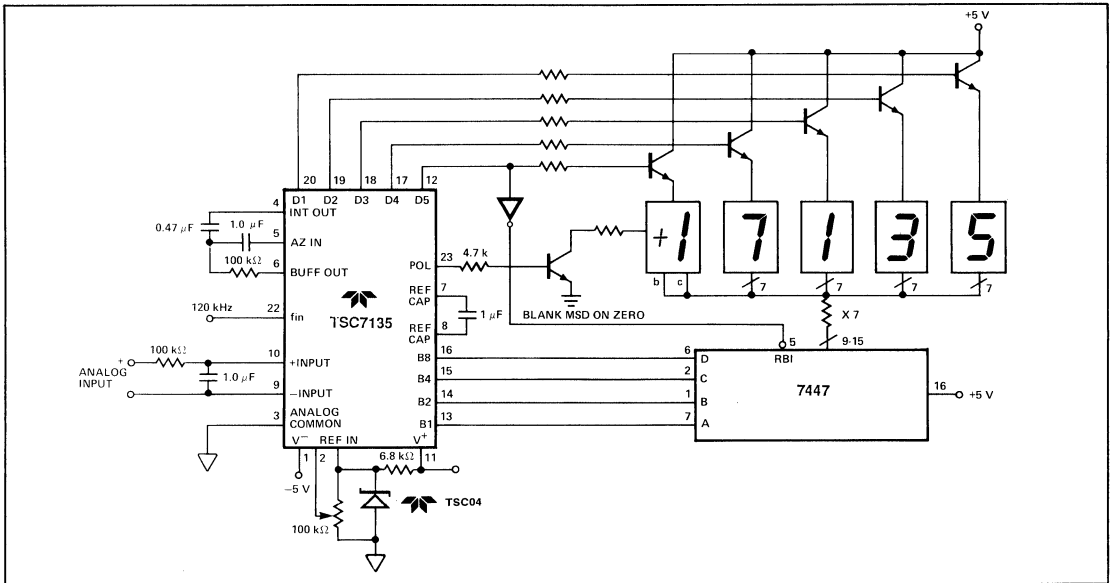 +5 V
20 19 18 17 12
D1 D2 D3 D4 D5
4 INT OUT
0.47 µF 1.0 µF
5 AZ IN
100 kΩ
6 BUFF OUT
POL 23 4.7 k
REF CAP 7
1 µF
REF CAP 8
BLANK MSD ON ZERO
120 kHz
22 fin
TSC7135
+1 7 1 3 5
b c 7 7 7 7
X 7
5 9-15
RBI
100 kΩ
+
10 +INPUT
ANALOG INPUT
1.0 µF
9 –INPUT
3 ANALOG COMMON
B8 16
B4 15
B2 14
B1 13
6 D
2 C
1 B
7 A
7447
16 +5 V
V– REF IN V+
1 2 11
6.8 kΩ
–5 V
TSC04
100 kΩ